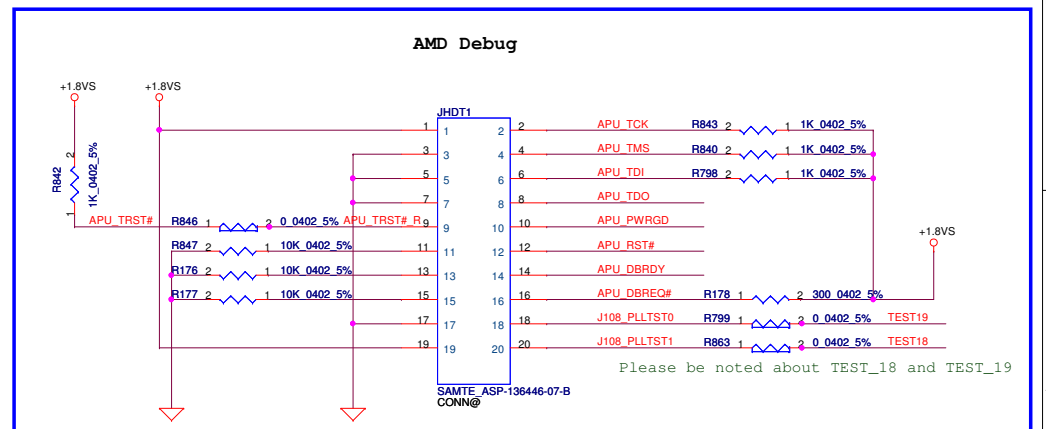 AMD Debug
+1.8VS +1.8VS
JHDT1
1 1 2 2 APU_TCK R843 2 1 1K_0402_5%
3 3 4 4 APU_TMS R840 2 1 1K_0402_5%
R842 2 1 1K_0402_5%
5 5 6 6 APU_TDI R798 2 1 1K_0402_5%
7 7 8 8 APU_TDO
APU_TRST# R846 1 2 0_0402_5% APU_TRST#_R 9 9 10 10 APU_PWRGD
R847 2 1 10K_0402_5% 11 11 12 12 APU_RST#
+1.8VS
R176 2 1 10K_0402_5% 13 13 14 14 APU_DBRDY
R177 2 1 10K_0402_5% 15 15 16 16 APU_DBREQ# R178 1 2 300_0402_5%
17 17 18 18 J108_PLLTST0 R799 1 2 0_0402_5% TEST19
19 19 20 20 J108_PLLTST1 R863 1 2 0_0402_5% TEST18
Please be noted about TEST_18 and TEST_19
SAMTE_ASP-136446-07-B
CONN@